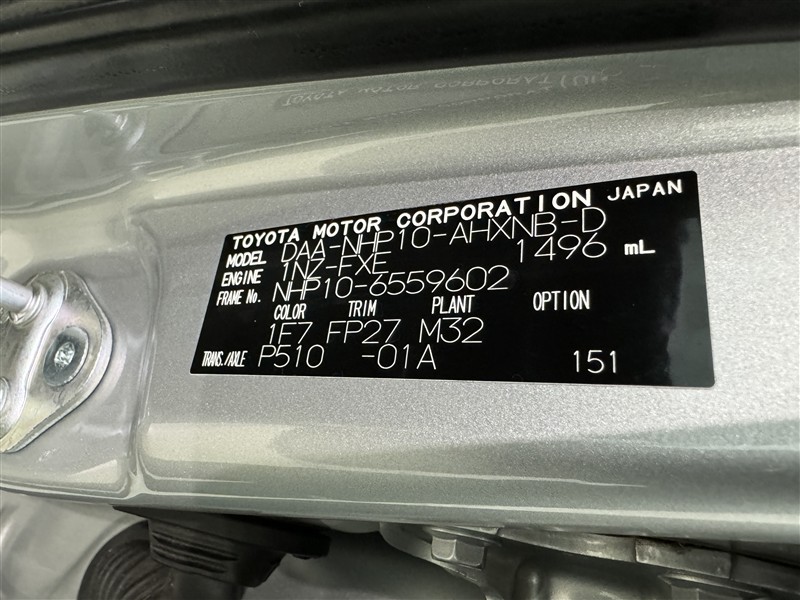 TOYOTA MOTOR CORPORATION JAPAN
MODEL DAA-NHP10-AHXNB-D
ENGINE 1NZ-FXE 1496 mL
FRAME No. NHP10-6559602
COLOR TRIM PLANT OPTION
1F7 FP27 M32
TRANS./AXLE P510 -01A 151